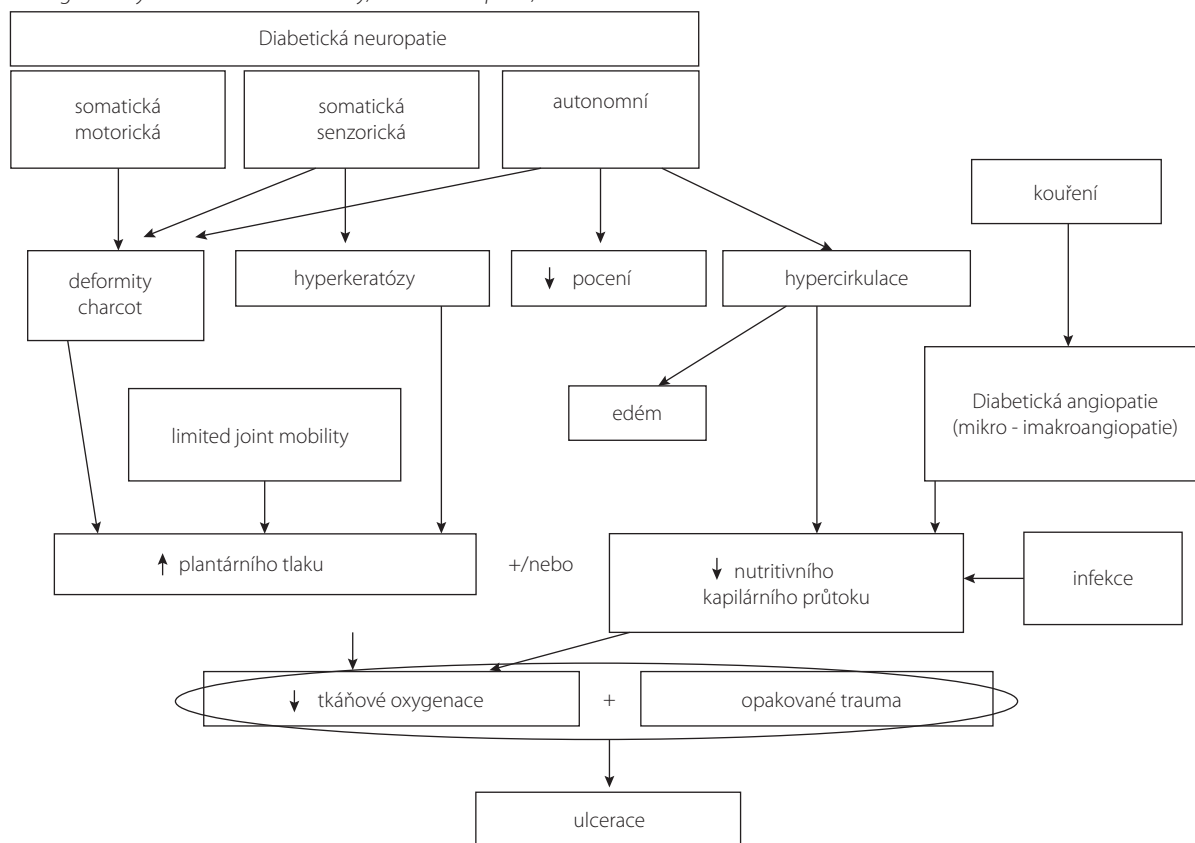 Diabetická neuropatie
somatická
motorická
somatická
senzorická
autonomní
kouření
deformity
charcot
hyperkeratózy
↓ pocení
hypercirkulace
edém
Diabetická angiopatie
(mikro - imakroangiopatie)
limited joint mobility
↑ plantárního tlaku
+/nebo
↓ nutritivního
kapilárního průtoku
infekce
↓ tkáňové oxygenace
+
opakované trauma
ulcerace